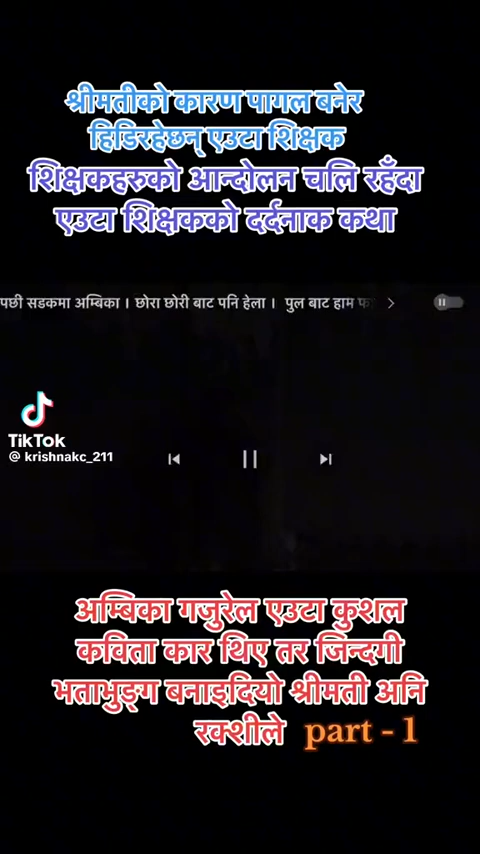 श्रीमतीको कारण पागल बनेर
हिडिरहेछन् एउटा शिक्षक
शिक्षकहरुको आन्दोलन चलि रहँदा
एउटा शिक्षकको दर्दनाक कथा
पछी सडकमा अम्बिका । छोरा छोरी बाट पनि हेला । पुल बाट हाम
TikTok
@ krishnakc_211
अम्बिका गजुरेल एउटा कुशल
कविता कार थिए तर जिन्दगी
भताभुङ्ग बनाइदियो श्रीमती अनि
रक्शीले part - 1